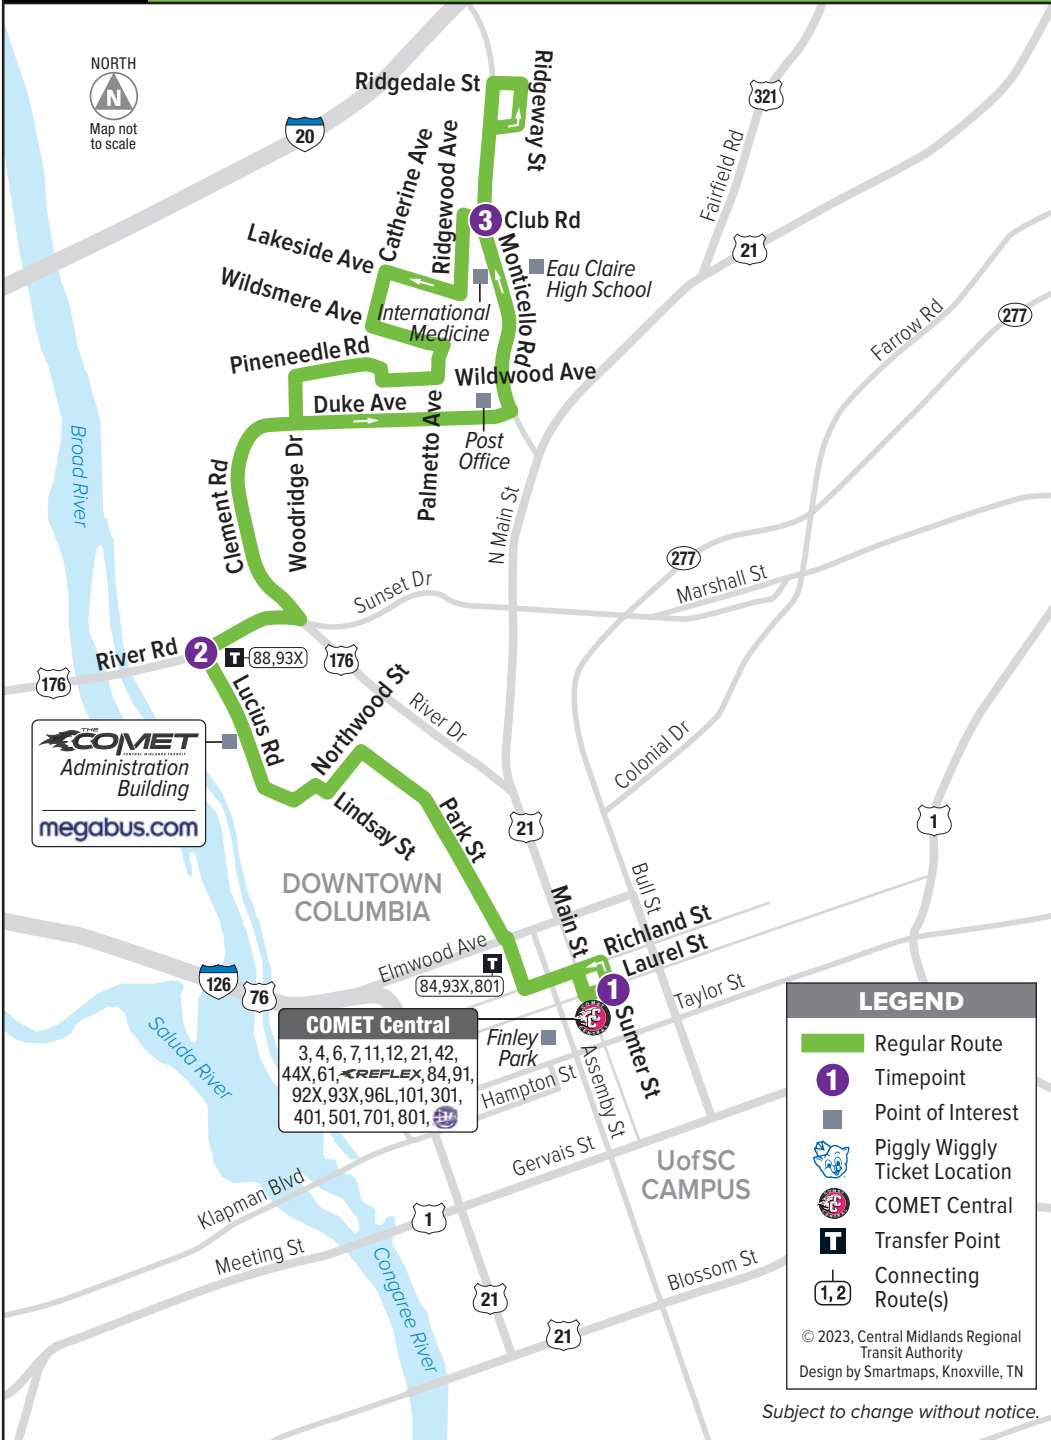 NORTH
N
Map not
to scale
20
Ridgedale St
Ridgeway St
321
Fairfield Rd
Catherine Ave
Ridgewood Ave
3
Club Rd
21
Lakeside Ave
Monticello Rd
Eau Claire
High School
Wildsmere Ave
International
Medicine
277
Farrow Rd
Pineneedle Rd
Wildwood Ave
Duke Ave
Palmetto Ave
Post
Office
Broad River
Clement Rd
Woodridge Dr
N Main St
277
Marshall St
Sunset Dr
River Rd
2
T
88,93X
176
176
Lucius Rd
Northwood St
River Dr
Colonial Dr
THE
COMET
CENTRAL MIDLANDS TRANSIT
Administration
Building
megabus.com
Lindsay St
Park St
21
1
DOWNTOWN
COLUMBIA
Main St
Bull St
Richland St
Laurel St
Elmwood Ave
T
84,93X,801
126
76
1
Taylor St
Saluda River
COMET Central
3, 4, 6, 7, 11, 12, 21, 42,
44X, 61, REFLEX, 84, 91,
92X, 93X, 96L, 101, 301,
401, 501, 701, 801,
COMET
CENTRAL
Finley
Park
Sumter St
Assemby St
Hampton St
Gervais St
UofSC
CAMPUS
Klapman Blvd
Meeting St
1
Congaree River
Blossom St
21
21
LEGEND
Regular Route
1
Timepoint
Point of Interest
Piggly Wiggly
Ticket Location
COMET Central
T
Transfer Point
1, 2
Connecting
Route(s)
© 2023, Central Midlands Regional
Transit Authority
Design by Smartmaps, Knoxville, TN
Subject to change without notice.